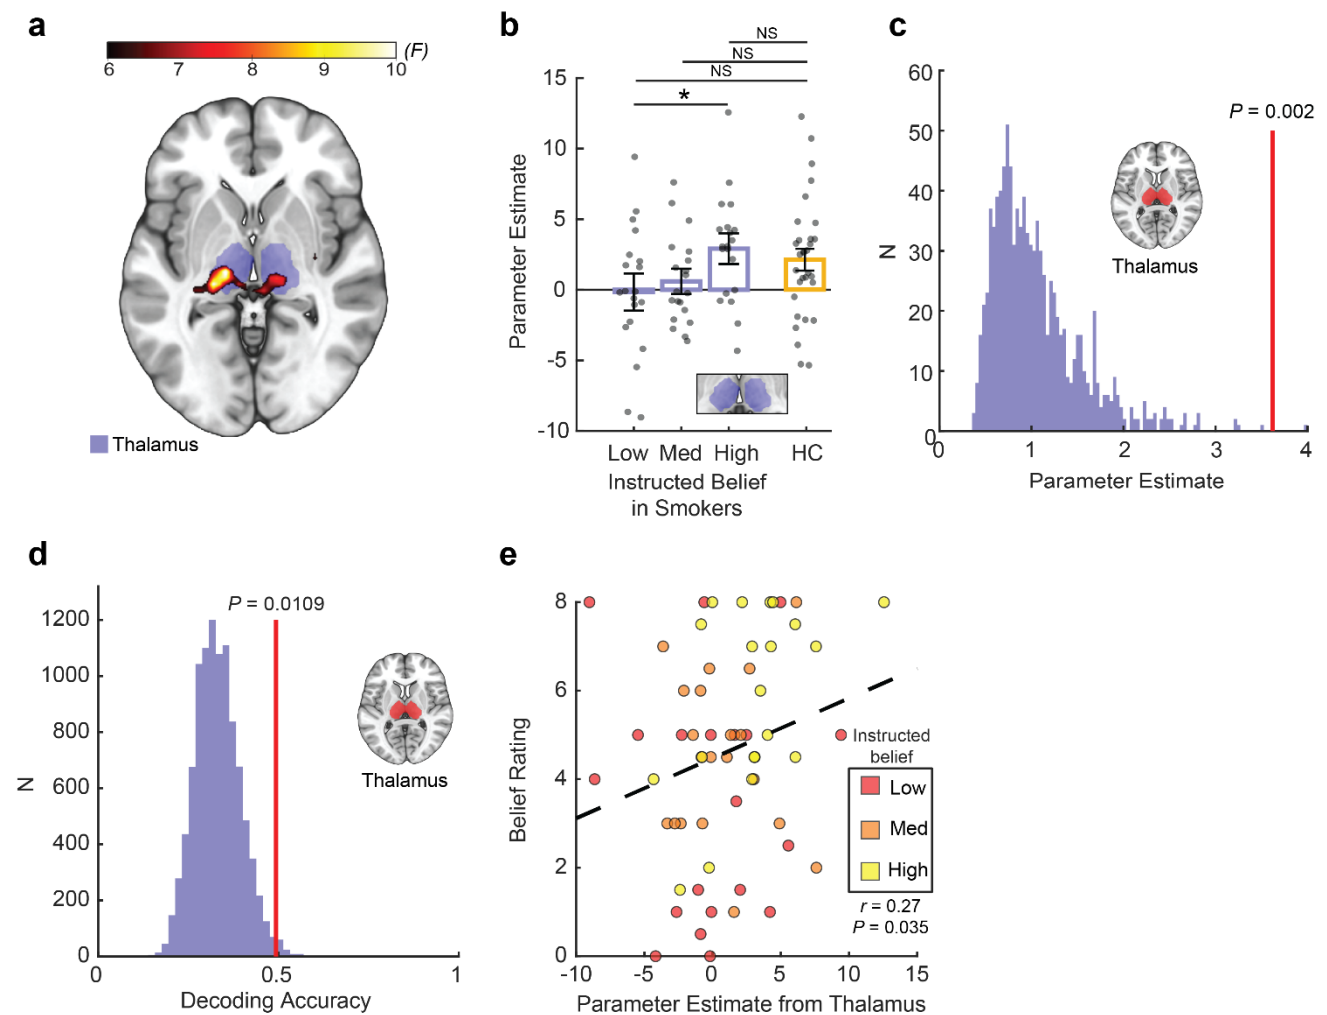 a
(F)
6 7 8 9 10
Thalamus
b
NS
NS
NS
*
15
10
5
0
-5
-10
Parameter Estimate
Low Med High HC
Instructed Belief
in Smokers
c
P = 0.002
60
50
40
30
20
10
0
N
Thalamus
0 1 2 3 4
Parameter Estimate
d
P = 0.0109
1200
1000
800
600
400
200
0
N
Thalamus
0 0.5 1
Decoding Accuracy
e
8
6
4
2
0
Belief Rating
Instructed
belief
Low
Med
High
r = 0.27
P = 0.035
-10 -5 0 5 10 15
Parameter Estimate from Thalamus